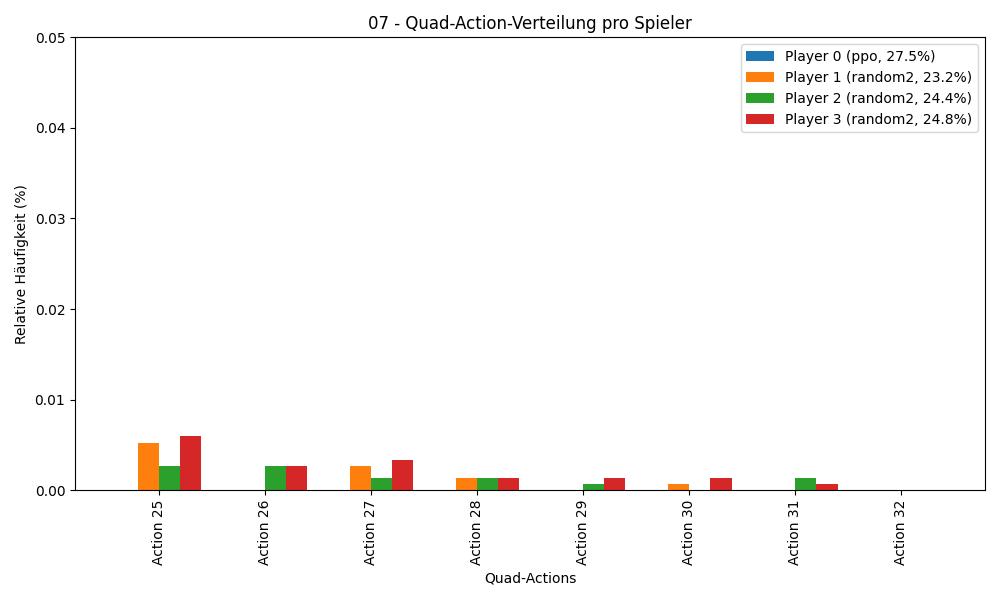 07 - Quad-Action-Verteilung pro Spieler
0.05
0.04
0.03
0.02
0.01
0.00
Relative Häufigkeit (%)
Player 0 (ppo, 27.5%)
Player 1 (random2, 23.2%)
Player 2 (random2, 24.4%)
Player 3 (random2, 24.8%)
Action 25
Action 26
Action 27
Action 28
Action 29
Action 30
Action 31
Action 32
Quad-Actions